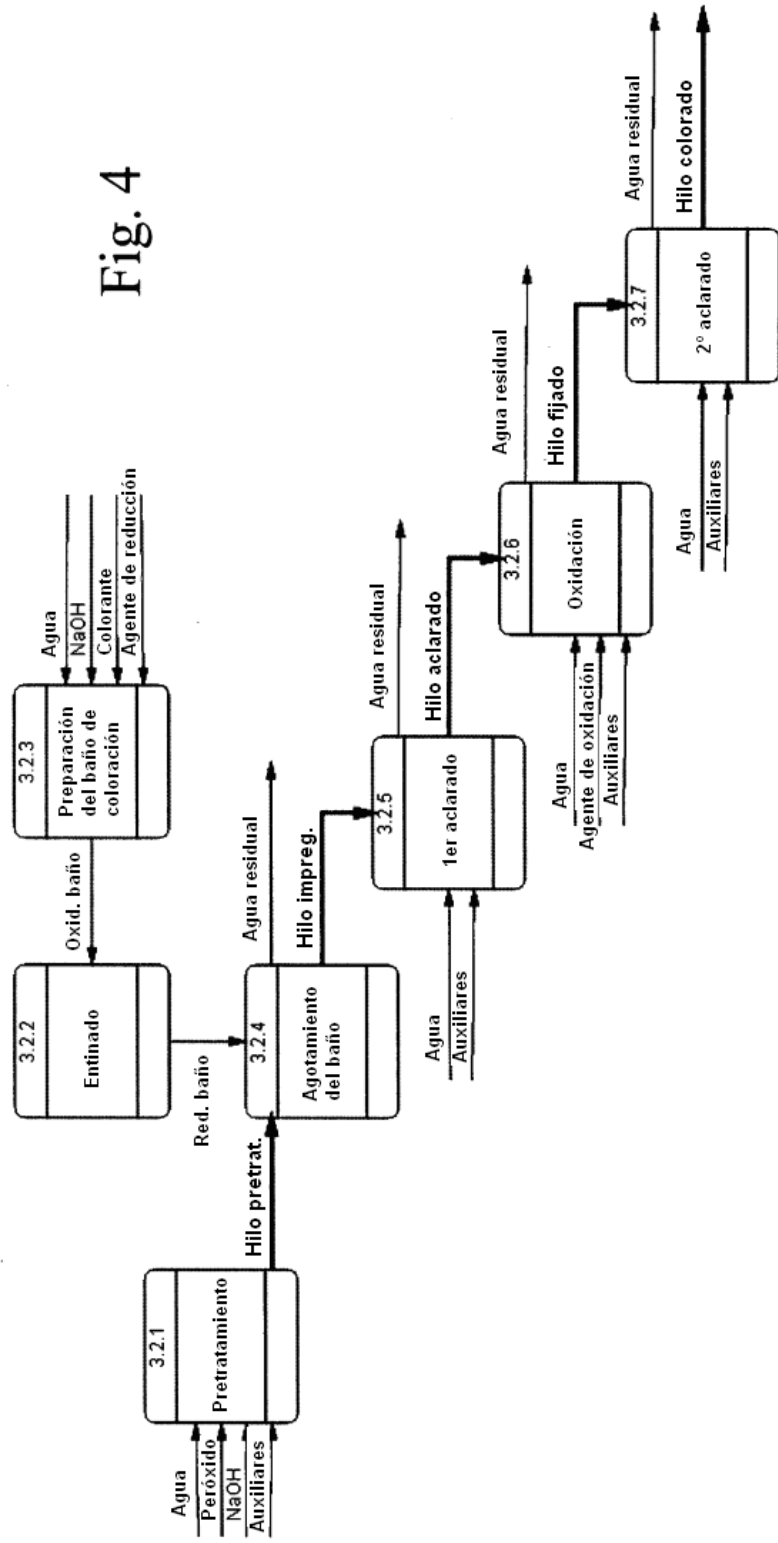 Fig. 4
Agua
Peróxido
NaOH
Auxiliares
3.2.1
Pretratamiento
Hilo pretrat.
3.2.2
Entinado
Red. baño
Oxid. baño
3.2.3
Preparación
del baño de
coloración
Agua
NaOH
Colorante
Agente de reducción
3.2.4
Agotamiento
del baño
Agua residual
Hilo impreg.
Agua
Auxiliares
3.2.5
1er aclarado
Agua residual
Hilo aclarado
Agua
Agente de oxidación
Auxiliares
3.2.6
Oxidación
Agua residual
Hilo fijado
Agua
Auxiliares
3.2.7
2º aclarado
Agua residual
Hilo colorado